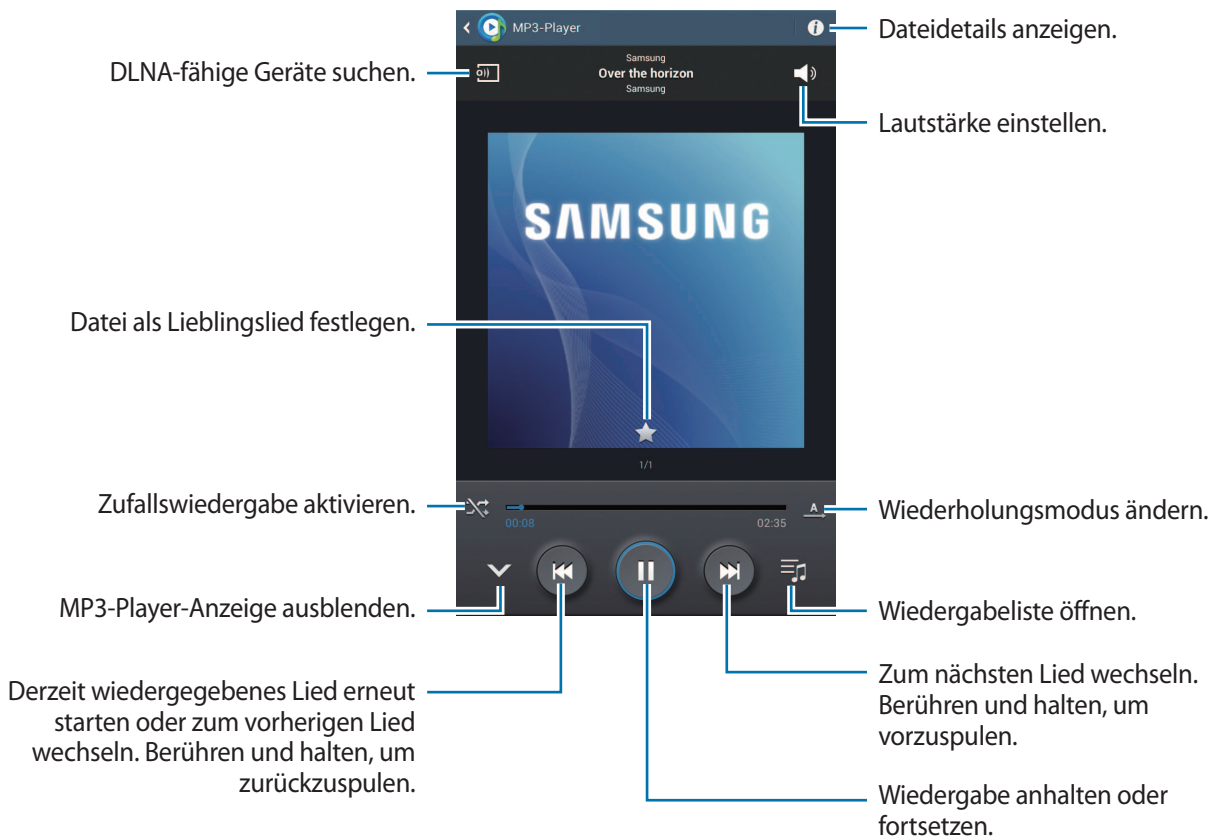 MP3-Player
Dateidetails anzeigen.
DLNA-fähige Geräte suchen.
Samsung
Over the horizon
Samsung
Lautstärke einstellen.
SAMSUNG
Datei als Lieblingslied festlegen.
1/1
Zufallswiedergabe aktivieren.
00:08
02:35
A
Wiederholungsmodus ändern.
MP3-Player-Anzeige ausblenden.
Wiedergabeliste öffnen.
Derzeit wiedergegebenes Lied erneut
starten oder zum vorherigen Lied
wechseln. Berühren und halten, um
zurückzuspulen.
Zum nächsten Lied wechseln.
Berühren und halten, um
vorzuspulen.
Wiedergabe anhalten oder
fortsetzen.